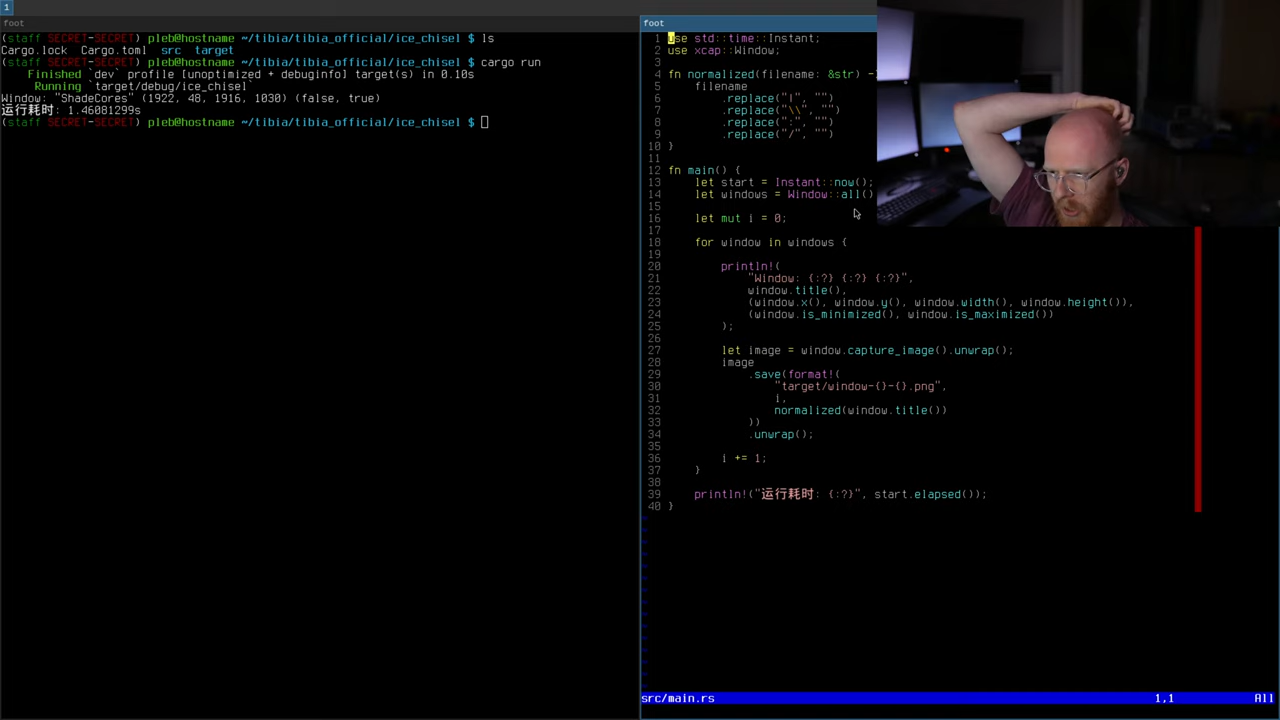 1
foot
(staff SECRET-SECRET) pleb@hostname ~/tibia/tibia_official/ice_chisel $ ls
Cargo.lock Cargo.toml src target
(staff SECRET-SECRET) pleb@hostname ~/tibia/tibia_official/ice_chisel $ cargo run
Finished `dev` profile [unoptimized + debuginfo] target(s) in 0.10s
Running `target/debug/ice_chisel`
Window: "ShadeCores" (1922, 48, 1916, 1030) (false, true)
运行耗时: 1.46081299s
(staff SECRET-SECRET) pleb@hostname ~/tibia/tibia_official/ice_chisel $
foot
1 use std::time::Instant;
2 use xcap::Window;
3
4 fn normalized(filename: &str) -
5 filename
6 .replace("|", "")
7 .replace("\\", "")
8 .replace(":", "")
9 .replace("/", "")
10 }
11
12 fn main() {
13 let start = Instant::now();
14 let windows = Window::all()
15
16 let mut i = 0;
17
18 for window in windows {
19
20 println!(
21 "Window: {:?} {:?} {:?}",
22 window.title(),
23 (window.x(), window.y(), window.width(), window.height()),
24 (window.is_minimized(), window.is_maximized())
25 );
26
27 let image = window.capture_image().unwrap();
28 image
29 .save(format!(
30 "target/window-{}-{}.png",
31 i,
32 normalized(window.title())
33 ))
34 .unwrap();
35
36 i += 1;
37 }
38
39 println!("运行耗时: {:?}", start.elapsed());
40 }
src/main.rs 1,1 All